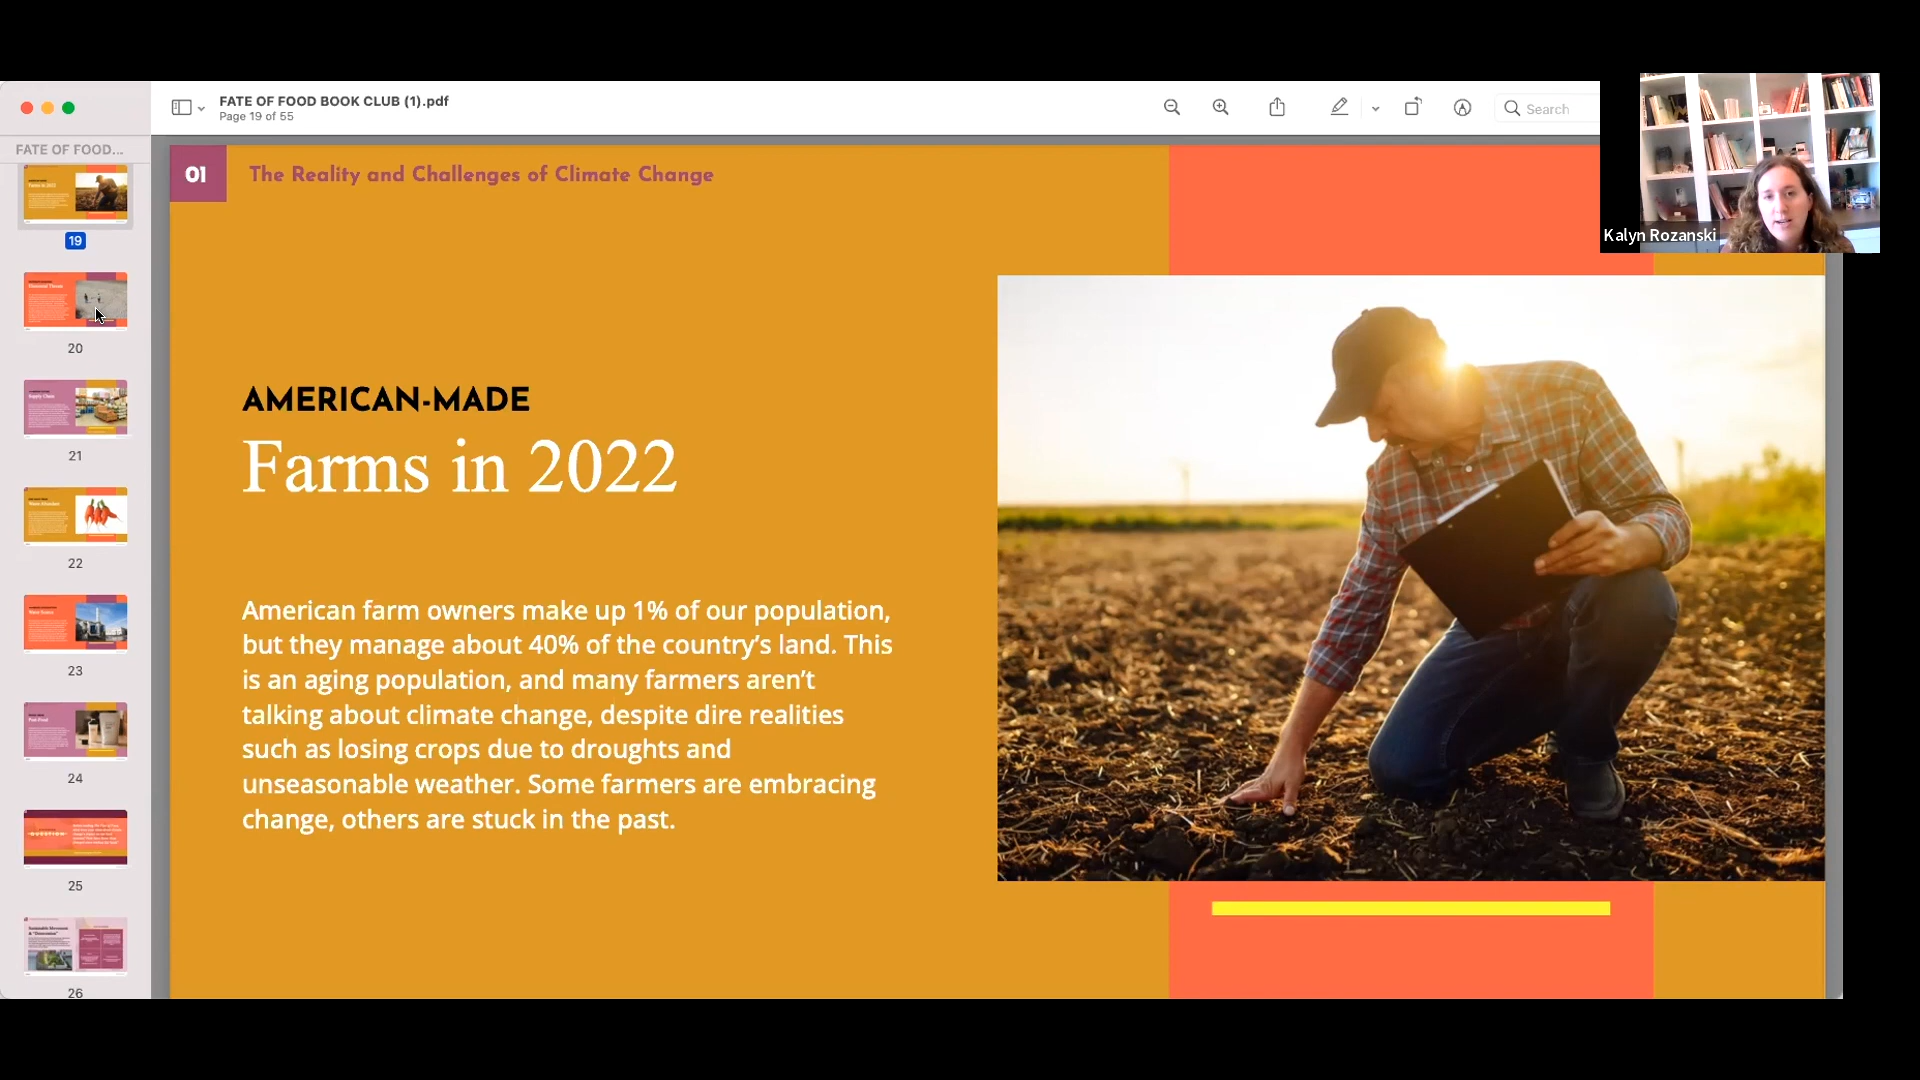 FATE OF FOOD BOOK CLUB (1).pdf
Page 19 of 55
Search
FATE OF FOOD...
19
20
21
22
23
24
25
26
01
The Reality and Challenges of Climate Change
AMERICAN-MADE
Farms in 2022
American farm owners make up 1% of our population,
but they manage about 40% of the country’s land. This
is an aging population, and many farmers aren’t
talking about climate change, despite dire realities
such as losing crops due to droughts and
unseasonable weather. Some farmers are embracing
change, others are stuck in the past.
Kalyn Rozanski